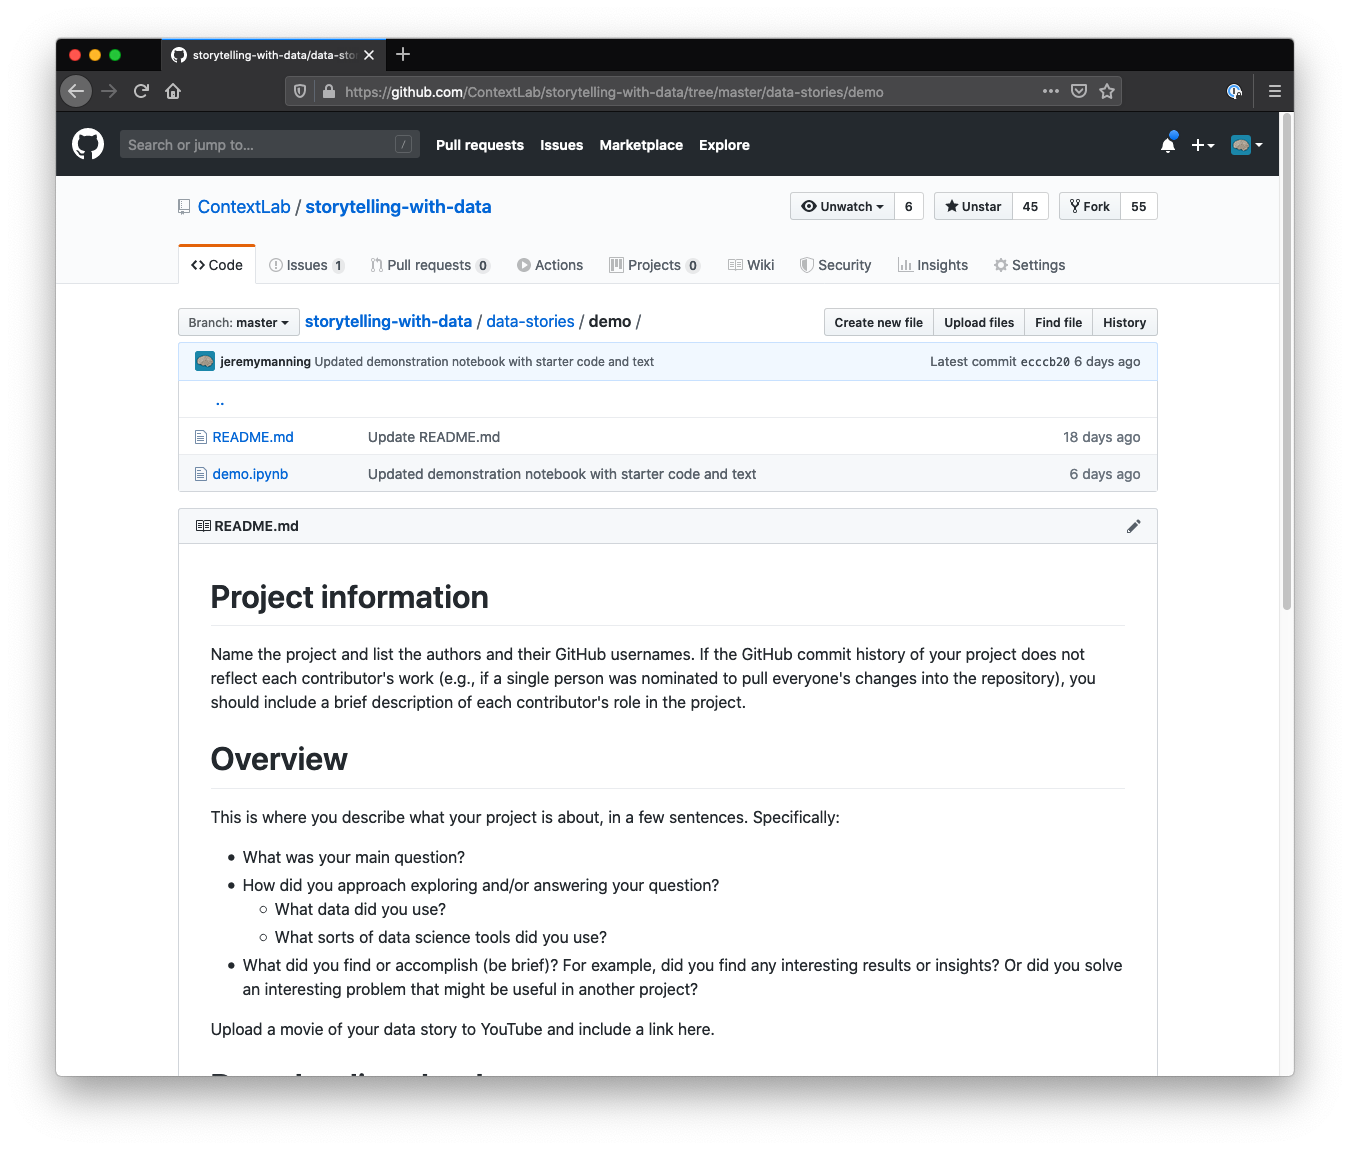 storytelling-with-data/data-sto
https://github.com/ContextLab/storytelling-with-data/tree/master/data-stories/demo
Search or jump to... / Pull requests Issues Marketplace Explore
ContextLab / storytelling-with-data Unwatch 6 Unstar 45 Fork 55
Code Issues 1 Pull requests 0 Actions Projects 0 Wiki Security Insights Settings
Branch: master storytelling-with-data / data-stories / demo / Create new file Upload files Find file History
jeremymanning Updated demonstration notebook with starter code and text Latest commit ecccb20 6 days ago
..
README.md Update README.md 18 days ago
demo.ipynb Updated demonstration notebook with starter code and text 6 days ago
README.md
Project information
Name the project and list the authors and their GitHub usernames. If the GitHub commit history of your project does not
reflect each contributor's work (e.g., if a single person was nominated to pull everyone's changes into the repository), you
should include a brief description of each contributor's role in the project.
Overview
This is where you describe what your project is about, in a few sentences. Specifically:
• What was your main question?
• How did you approach exploring and/or answering your question?
○ What data did you use?
○ What sorts of data science tools did you use?
• What did you find or accomplish (be brief)? For example, did you find any interesting results or insights? Or did you solve
an interesting problem that might be useful in another project?
Upload a movie of your data story to YouTube and include a link here.